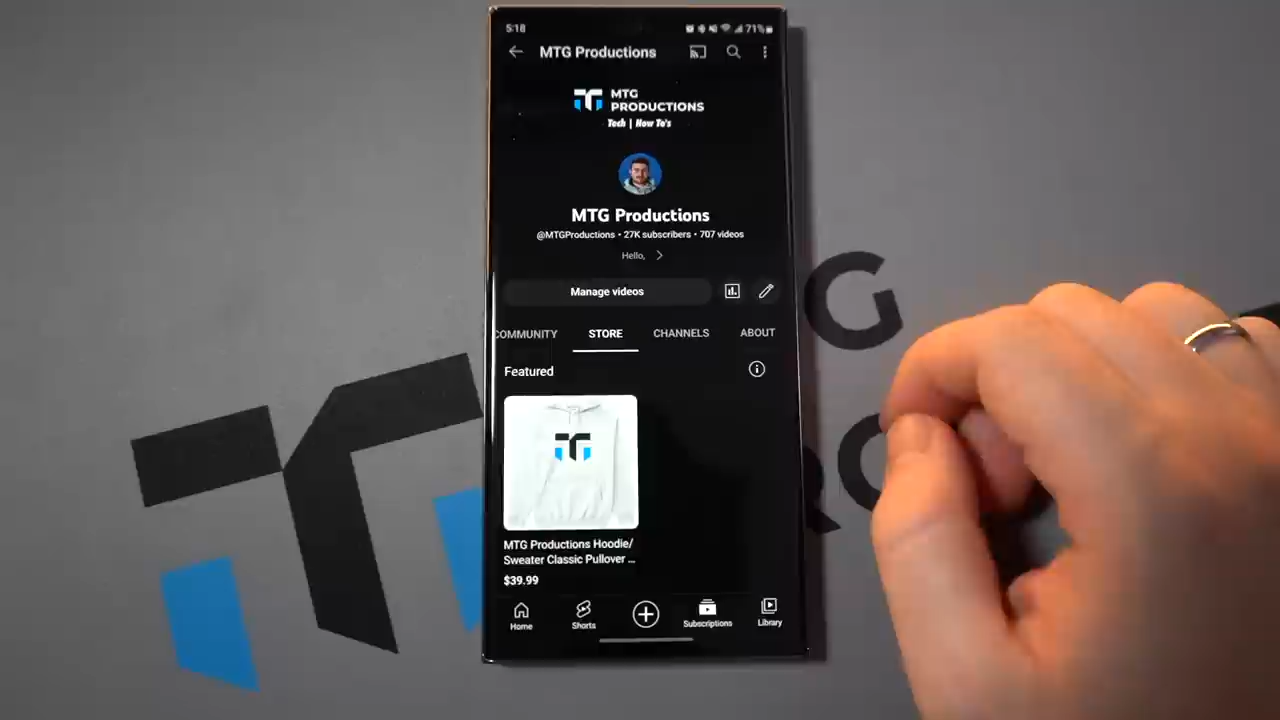 5:18
71%
MTG Productions
MTG
PRODUCTIONS
Tech | How To's
MTG Productions
@MTGProductions • 27K subscribers • 707 videos
Hello,
Manage videos
COMMUNITY STORE CHANNELS ABOUT
Featured
MTG Productions Hoodie/
Sweater Classic Pullover ...
$39.99
Home Shorts Subscriptions Library
G